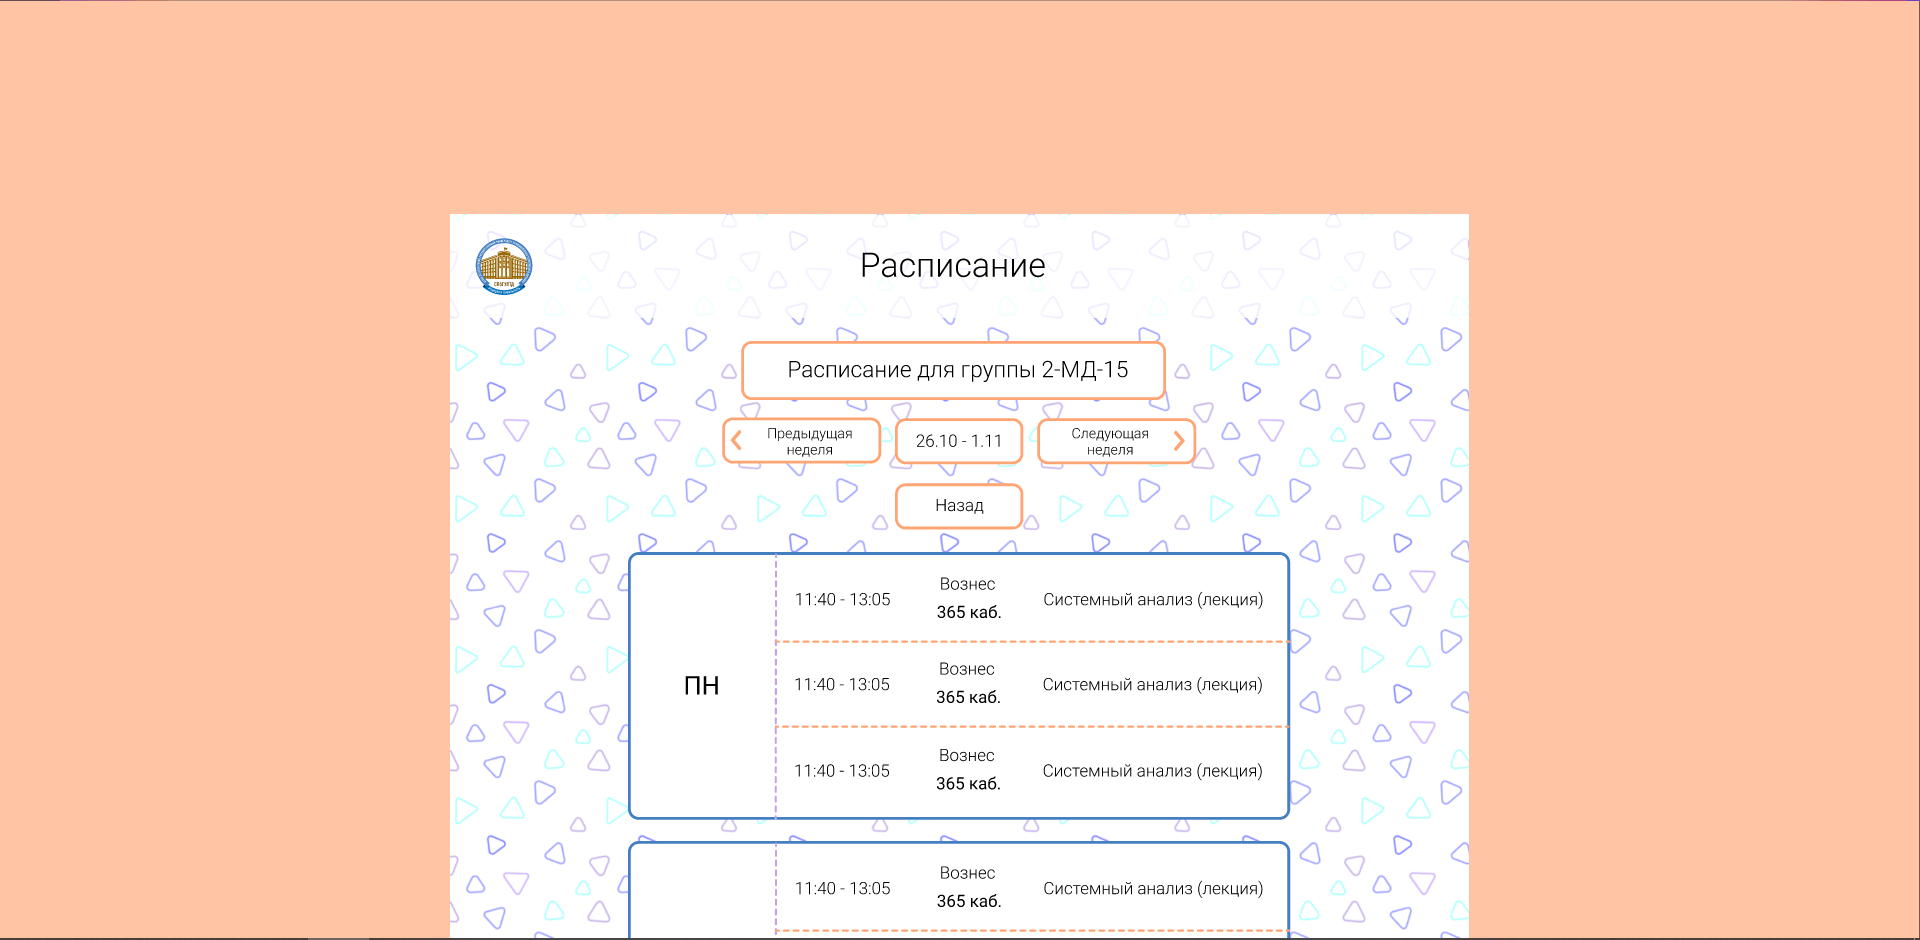 СПбГУПТД
Расписание
Расписание для группы 2-МД-15
Предыдущая
неделя
26.10 - 1.11
Следующая
неделя
Назад
ПН
11:40 - 13:05
Вознес
365 каб.
Системный анализ (лекция)
11:40 - 13:05
Вознес
365 каб.
Системный анализ (лекция)
11:40 - 13:05
Вознес
365 каб.
Системный анализ (лекция)
11:40 - 13:05
Вознес
365 каб.
Системный анализ (лекция)